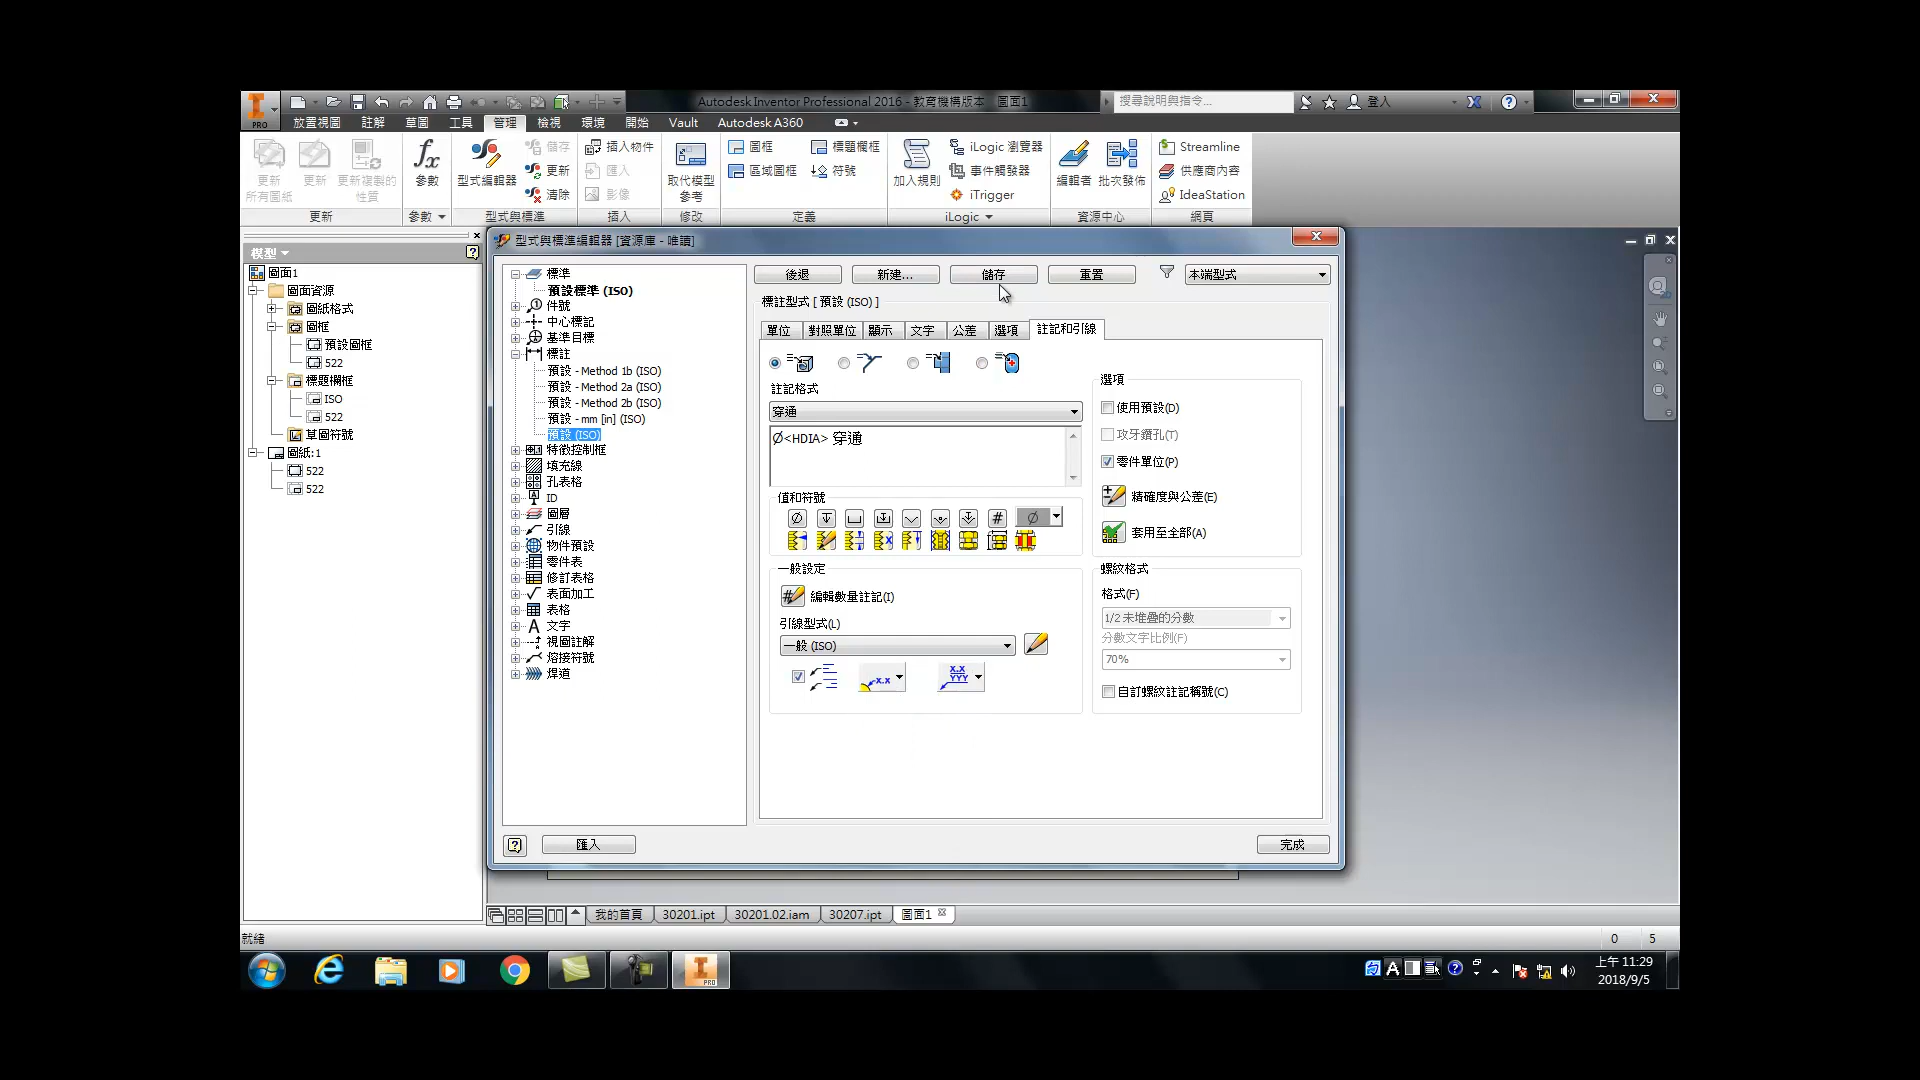 Autodesk Inventor Professional 2016 - 教育機構版本 圖面1
搜尋說明與指令...
登入
PRO
放置視圖 註解 草圖 工具 管理 檢視 環境 開始 Vault Autodesk A360
更新 所有圖紙
更新
更新複製的 性質
fx 參數
型式編輯器
儲存
更新
清除
插入物件
匯入
影像
取代模型 參考
圖框
區域圖框
標題欄框
符號
加入規則
iLogic 瀏覽器
事件觸發器
iTrigger
編輯者
批次發佈
Streamline
供應商內容
IdeaStation
更新 參數 型式與標準 插入 修改 定義 iLogic 資源中心 網頁
模型
圖面1
圖面資源
圖紙格式
圖框
預設圖框
522
標題欄框
ISO
522
草圖符號
圖紙:1
522
522
型式與標準編輯器 [資源庫 - 唯讀]
標準
預設標準 (ISO)
件號
中心標記
基準目標
標註
預設 - Method 1b (ISO)
預設 - Method 2a (ISO)
預設 - Method 2b (ISO)
預設 - mm [in] (ISO)
預設 (ISO)
特徵控制框
填充線
孔表格
ID
圖層
引線
物件預設
零件表
修訂表格
表面加工
表格
文字
視圖註解
熔接符號
焊道
後退 新建... 儲存 重置 本端型式
標註型式 [ 預設 (ISO) ]
單位 對照單位 顯示 文字 公差 選項 註記和引線
註記格式
穿通
Ø<HDIA> 穿通
值和符號
一般設定
編輯數量註記(I)
引線型式(L)
一般 (ISO)
x.x
X.X
YYY
選項
使用預設(D)
攻牙鑽孔(T)
零件單位(P)
精確度與公差(E)
套用至全部(A)
螺紋格式
格式(F)
1/2 未堆疊的分數
分數文字比例(F)
70%
自訂螺紋註記稱號(C)
匯入
完成
我的首頁 30201.ipt 30201.02.iam 30207.ipt 圖面1
就緒
0 5
PRO
上午 11:29
2018/9/5